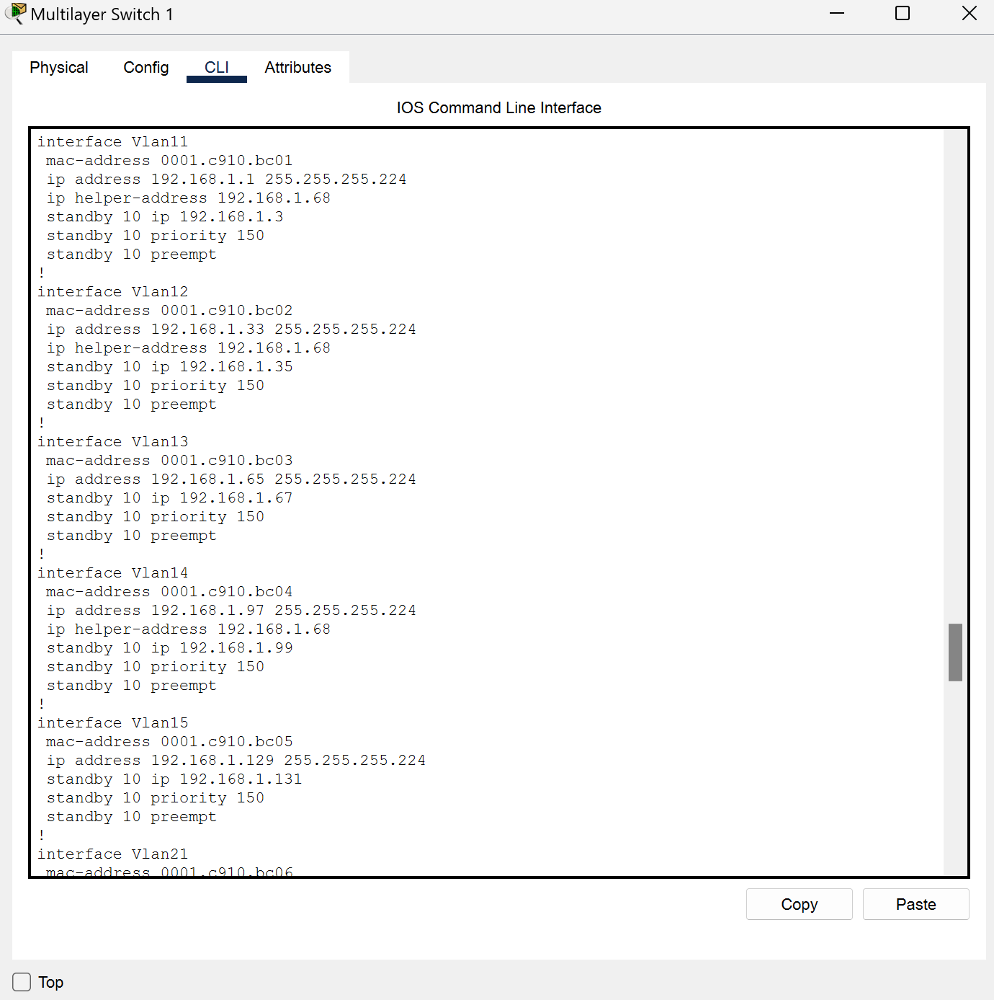 Multilayer Switch 1
Physical Config CLI Attributes
IOS Command Line Interface
interface Vlan11
mac-address 0001.c910.bc01
ip address 192.168.1.1 255.255.255.224
ip helper-address 192.168.1.68
standby 10 ip 192.168.1.3
standby 10 priority 150
standby 10 preempt
!
interface Vlan12
mac-address 0001.c910.bc02
ip address 192.168.1.33 255.255.255.224
ip helper-address 192.168.1.68
standby 10 ip 192.168.1.35
standby 10 priority 150
standby 10 preempt
!
interface Vlan13
mac-address 0001.c910.bc03
ip address 192.168.1.65 255.255.255.224
standby 10 ip 192.168.1.67
standby 10 priority 150
standby 10 preempt
!
interface Vlan14
mac-address 0001.c910.bc04
ip address 192.168.1.97 255.255.255.224
ip helper-address 192.168.1.68
standby 10 ip 192.168.1.99
standby 10 priority 150
standby 10 preempt
!
interface Vlan15
mac-address 0001.c910.bc05
ip address 192.168.1.129 255.255.255.224
standby 10 ip 192.168.1.131
standby 10 priority 150
standby 10 preempt
!
interface Vlan21
mac-address 0001.c910.bc06
Copy Paste
Top